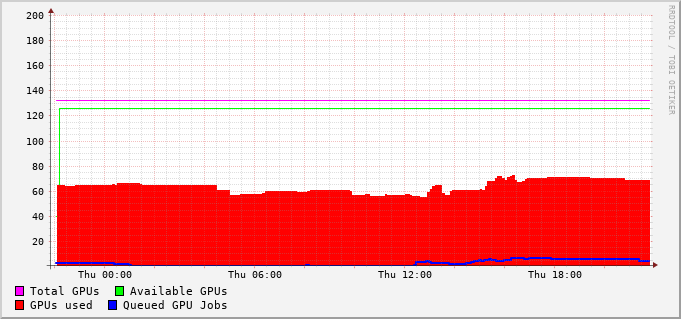 200
180
160
140
120
100
80
60
40
20
Thu 00:00 Thu 06:00 Thu 12:00 Thu 18:00
Total GPUs Available GPUs
GPUs used Queued GPU Jobs
RRDTOOL / TOBI OETIKER